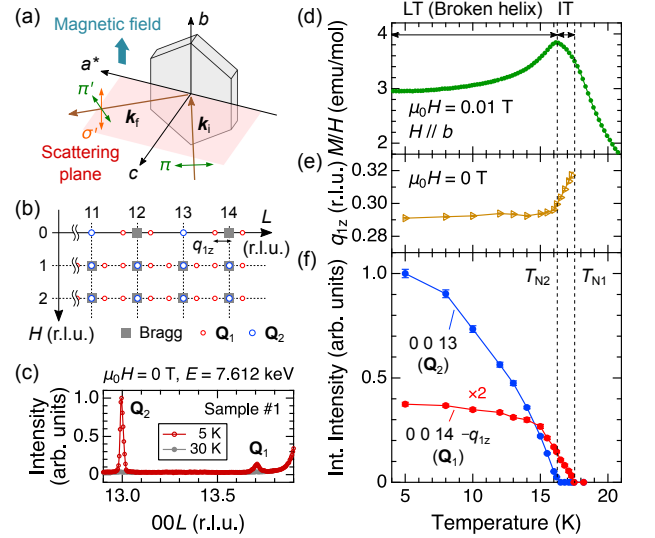 (a)
Magnetic field
b
a*
π′
σ′
k_f
k_i
Scattering plane
c
π
(b)
11 12 13 14 L
(r.l.u.)
0
q_1z
1
2
H (r.l.u.)
Bragg Q_1 Q_2
(c)
μ_0H = 0 T, E = 7.612 keV
Intensity
(arb. units)
1.0
0.5
0
Q_2
Sample #1
5 K
30 K
Q_1
13.0 13.5
00L (r.l.u.)
(d)
LT (Broken helix) IT
M/H (emu/mol)
4
3
2
μ_0H = 0.01 T
H // b
(e)
q_1z (r.l.u.)
0.32
0.30
0.28
μ_0H = 0 T
(f)
Int. Intensity (arb. units)
1.0
0.5
0
T_N2 T_N1
0 0 13
(Q_2)
×2
0 0 14 −q_1z
(Q_1)
5 10 15 20
Temperature (K)